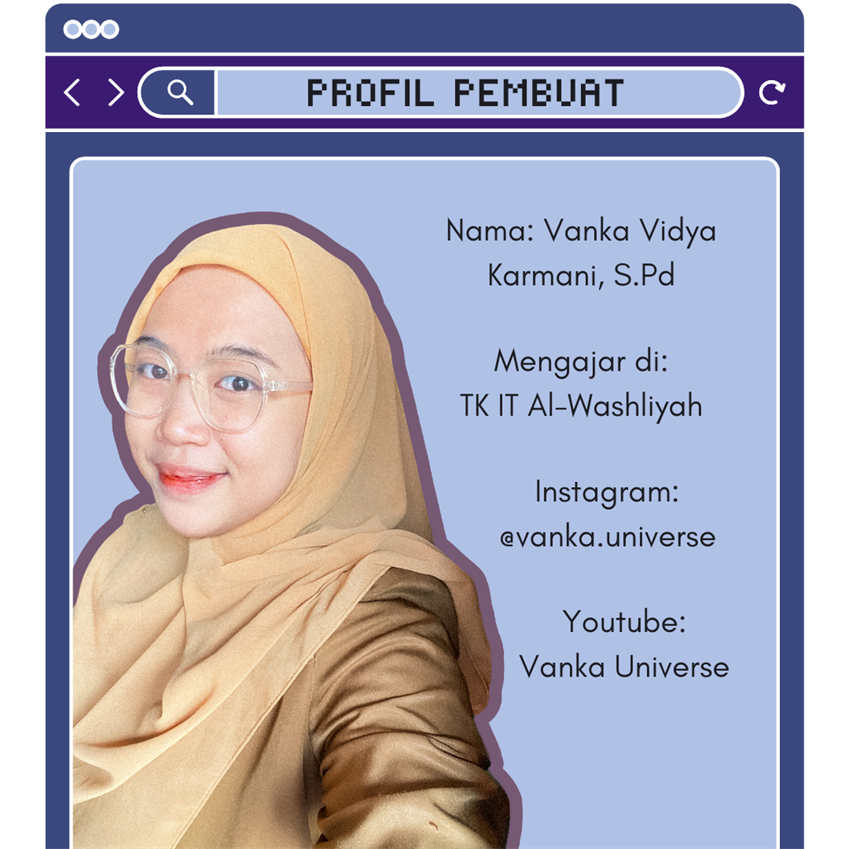 PROFIL PEMBUAT
Nama: Vanka Vidya
Karmani, S.Pd
Mengajar di:
TK IT Al-Washliyah
Instagram:
@vanka.universe
Youtube:
Vanka Universe